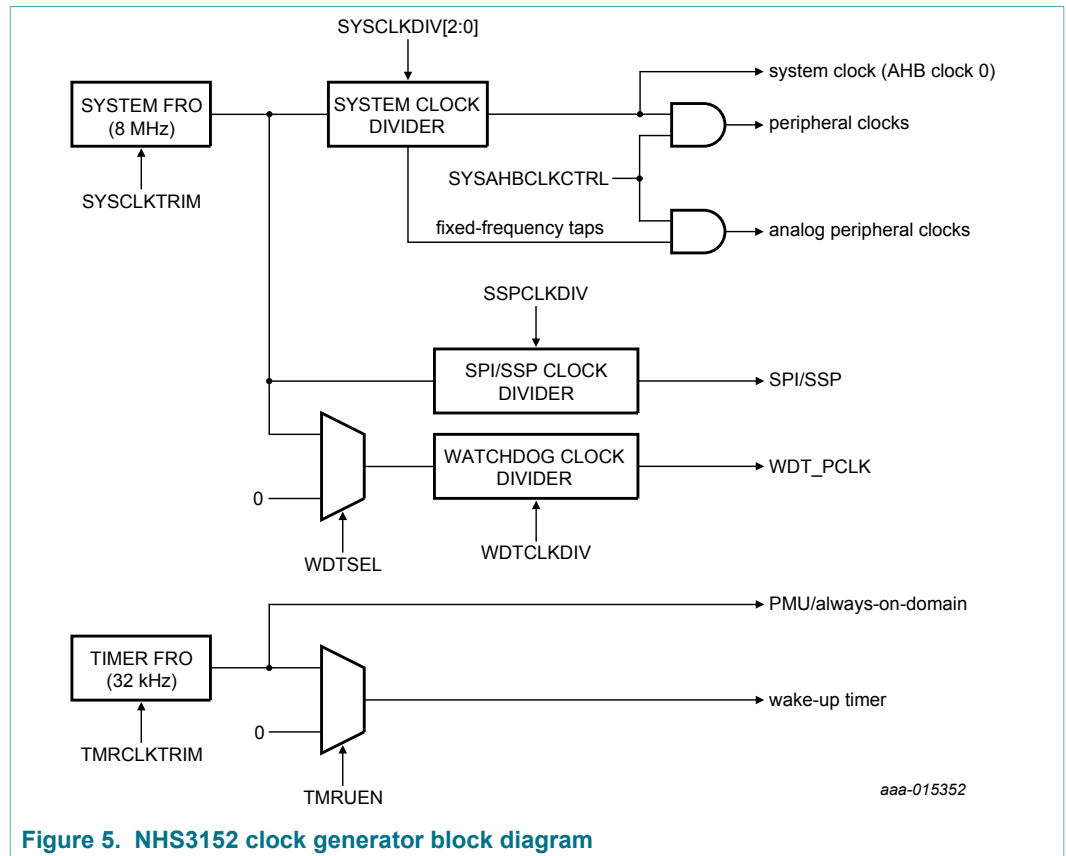 SYSCLKDIV[2:0]
system clock (AHB clock 0)
SYSTEM FRO
(8 MHz)
SYSTEM CLOCK
DIVIDER
peripheral clocks
SYSAHBCLKCTRL
SYSCLKTRIM
fixed-frequency taps
analog peripheral clocks
SSPCLKDIV
SPI/SSP CLOCK
DIVIDER
SPI/SSP
WATCHDOG CLOCK
DIVIDER
WDT_PCLK
0
WDTSEL
WDTCLKDIV
PMU/always-on-domain
TIMER FRO
(32 kHz)
wake-up timer
0
TMRCLKTRIM
TMRUEN
aaa-015352
Figure 5. NHS3152 clock generator block diagram